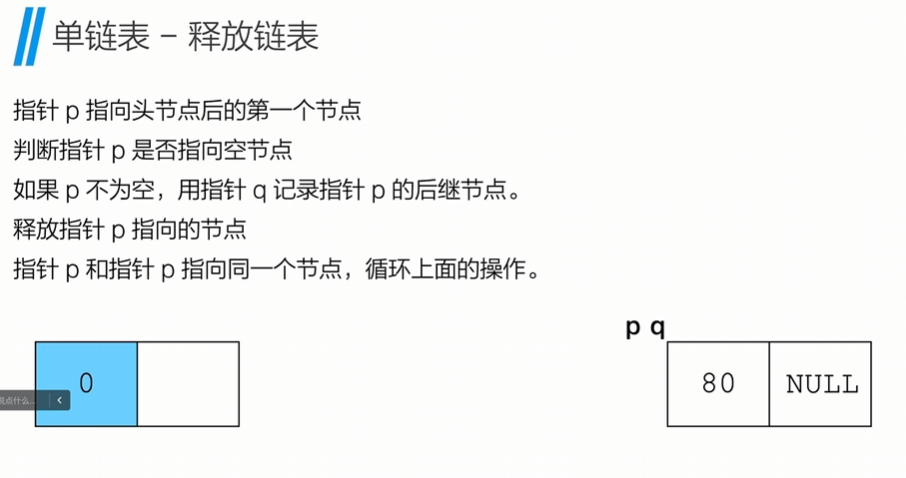 单链表 – 释放链表
指针 p 指向头节点后的第一个节点
判断指针 p 是否指向空节点
如果 p 不为空，用指针 q 记录指针 p 的后继节点。
释放指针 p 指向的节点
指针 p 和指针 p 指向同一个节点，循环上面的操作。
p q
0 80 NULL
点什么...